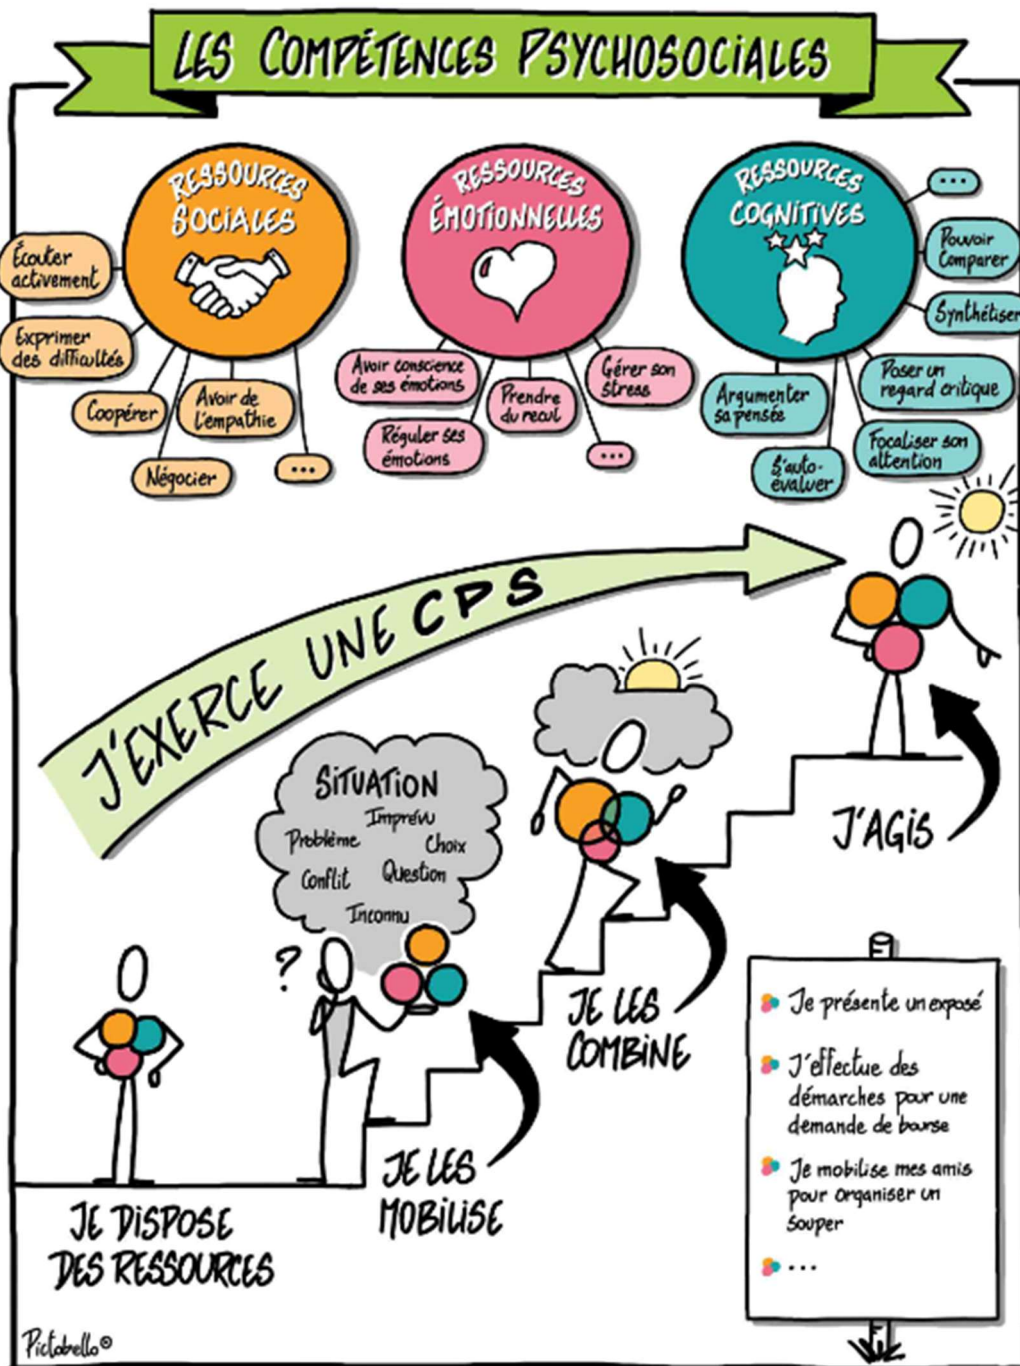 LES COMPÉTENCES PSYCHOSOCIALES
RESSOURCES
SOCIALES
Écouter
activement
Exprimer
des difficultés
Coopérer
Avoir de
l'empathie
Négocier
...
RESSOURCES
ÉMOTIONNELLES
Avoir conscience
de ses émotions
Réguler ses
émotions
Prendre
du recul
Gérer son
stress
...
RESSOURCES
COGNITIVES
...
Pouvoir
Comparer
Synthétiser
Poser un
regard critique
Focaliser son
attention
Argumenter
sa pensée
S'auto-
évaluer
J'EXERCE UNE CPS
SITUATION
Imprévu
Problème
Choix
Conflit
Question
Inconnu
?
JE DISPOSE
DES RESSOURCES
JE LES
MOBILISE
JE LES
COMBINE
J'AGIS
Je présente un exposé
J'effectue des
démarches pour une
demande de bourse
Je mobilise mes amis
pour organiser un
souper
...
Pictobello®